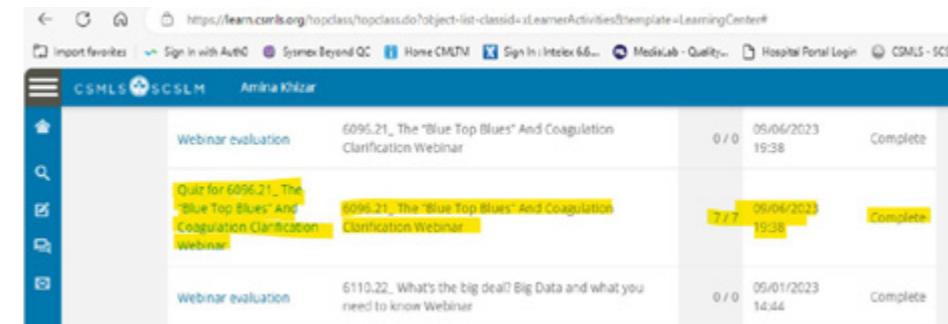 https://learn.csmls.org/topclass/topclass.do?object-list-classid=xLearnerActivities&template=LearningCenter#
Import favorites Sign in with Auth0 Sysmex Beyond QC Home CMLTM Sign In : Intelex 6.6... MediaLab - Quality... Hospital Portal Login CSMLS - SCS
CSMLS SCSLM Amina Khizar
Webinar evaluation 6096.21_ The "Blue Top Blues" And Coagulation 0 / 0 09/06/2023 Complete
Clarification Webinar 19:38
Quiz for 6096.21_ The
"Blue Top Blues" And 6096.21_ The "Blue Top Blues" And Coagulation 7 / 7 09/06/2023 Complete
Coagulation Clarification Clarification Webinar 19:38
Webinar
Webinar evaluation 6110.22_ What's the big deal? Big Data and what you 0 / 0 09/01/2023 Complete
need to know Webinar 14:44